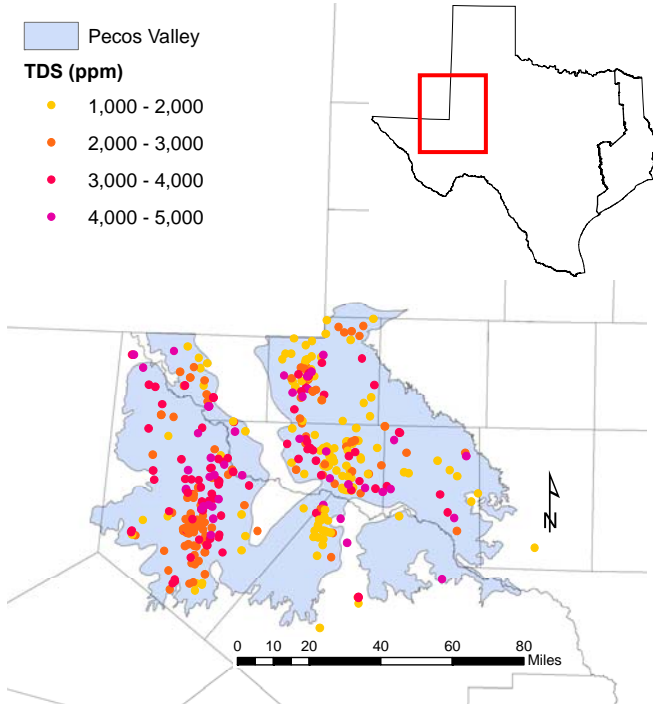 Pecos Valley
TDS (ppm)
1,000 - 2,000
2,000 - 3,000
3,000 - 4,000
4,000 - 5,000
N
0 10 20 40 60 80
Miles